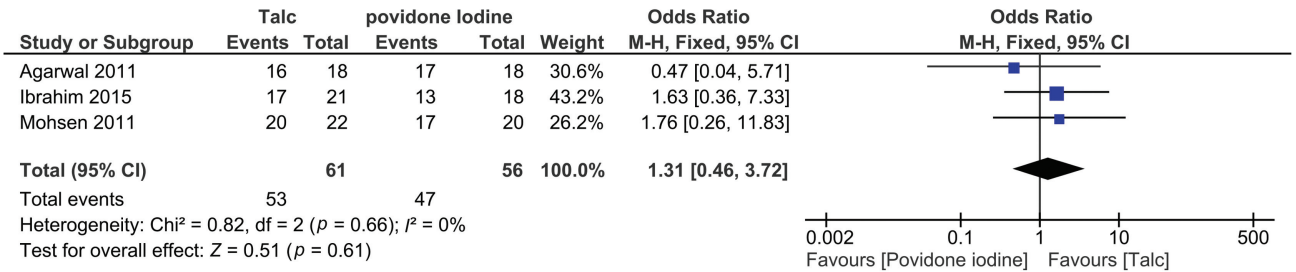 Talc povidone Iodine Odds Ratio Odds Ratio
Study or Subgroup Events Total Events Total Weight M-H, Fixed, 95% CI M-H, Fixed, 95% CI
Agarwal 2011 16 18 17 18 30.6% 0.47 [0.04, 5.71]
Ibrahim 2015 17 21 13 18 43.2% 1.63 [0.36, 7.33]
Mohsen 2011 20 22 17 20 26.2% 1.76 [0.26, 11.83]
Total (95% CI) 61 56 100.0% 1.31 [0.46, 3.72]
Total events 53 47
Heterogeneity: Chi² = 0.82, df = 2 (p = 0.66); I² = 0%
Test for overall effect: Z = 0.51 (p = 0.61)
0.002 0.1 1 10 500
Favours [Povidone iodine] Favours [Talc]